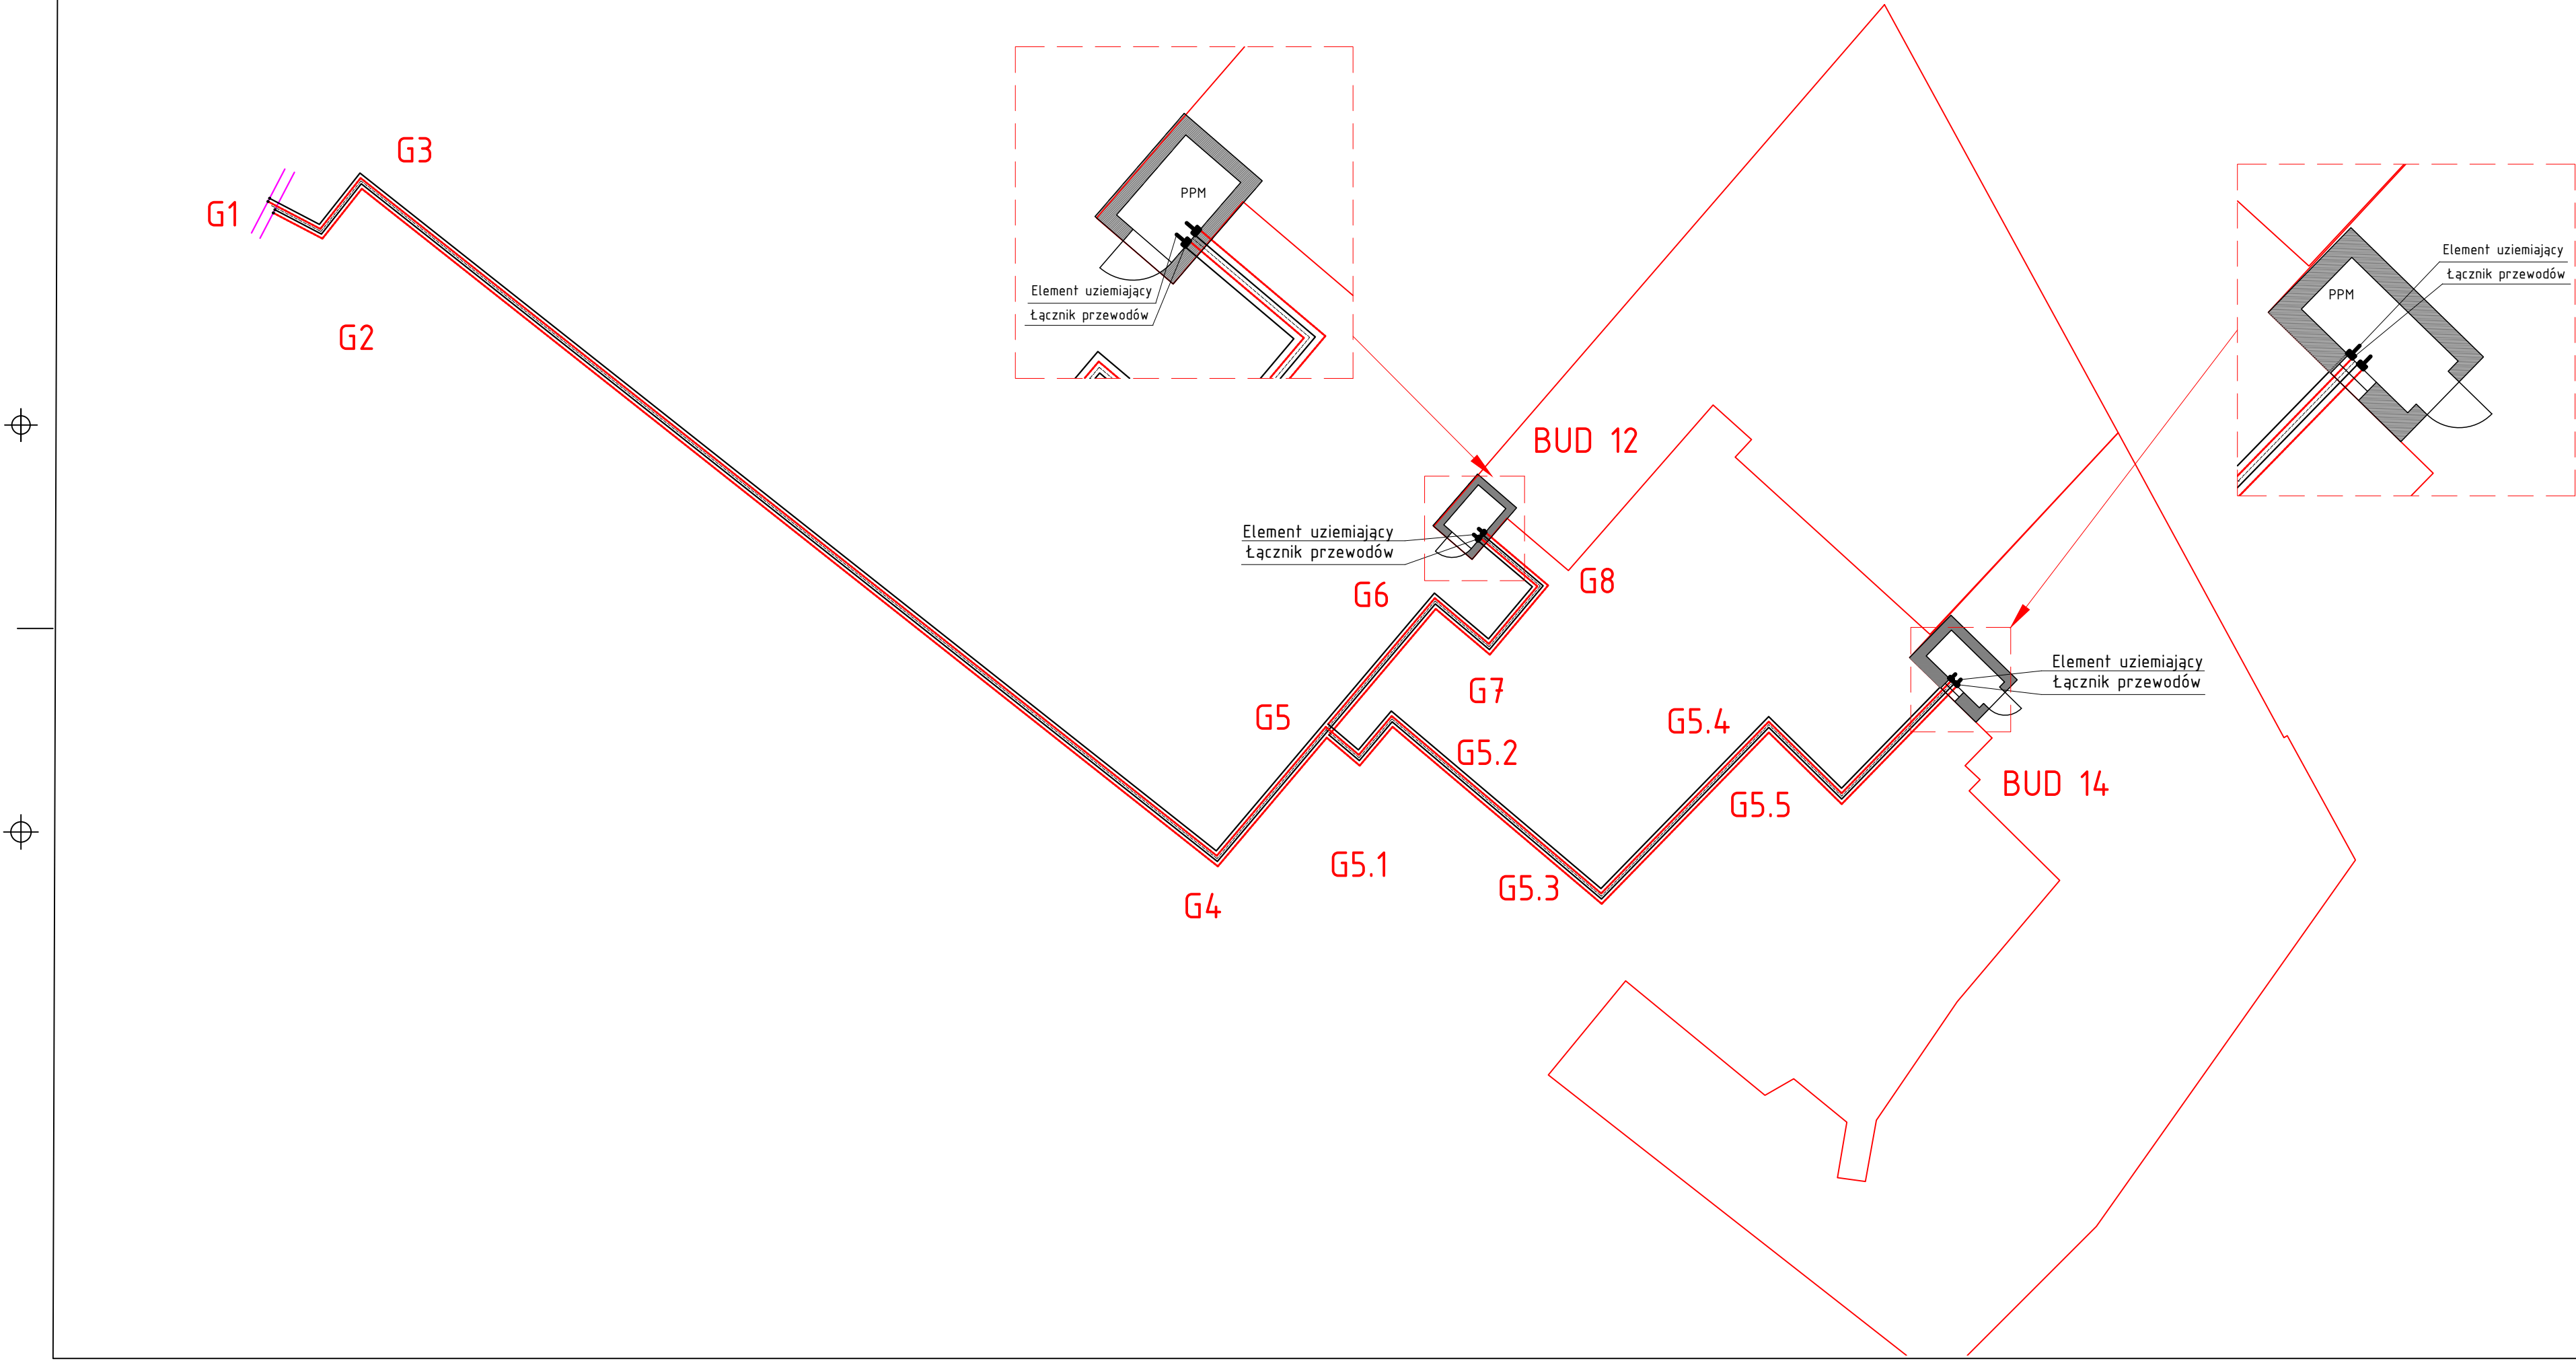 G3
G1
G2
PPM
Element uziemiający
Łącznik przewodów
Element uziemiający
Łącznik przewodów
PPM
BUD 12
Element uziemiający
Łącznik przewodów
G6
G8
G7
G5
G5.2
G5.4
Element uziemiający
Łącznik przewodów
BUD 14
G5.5
G5.1
G5.3
G4